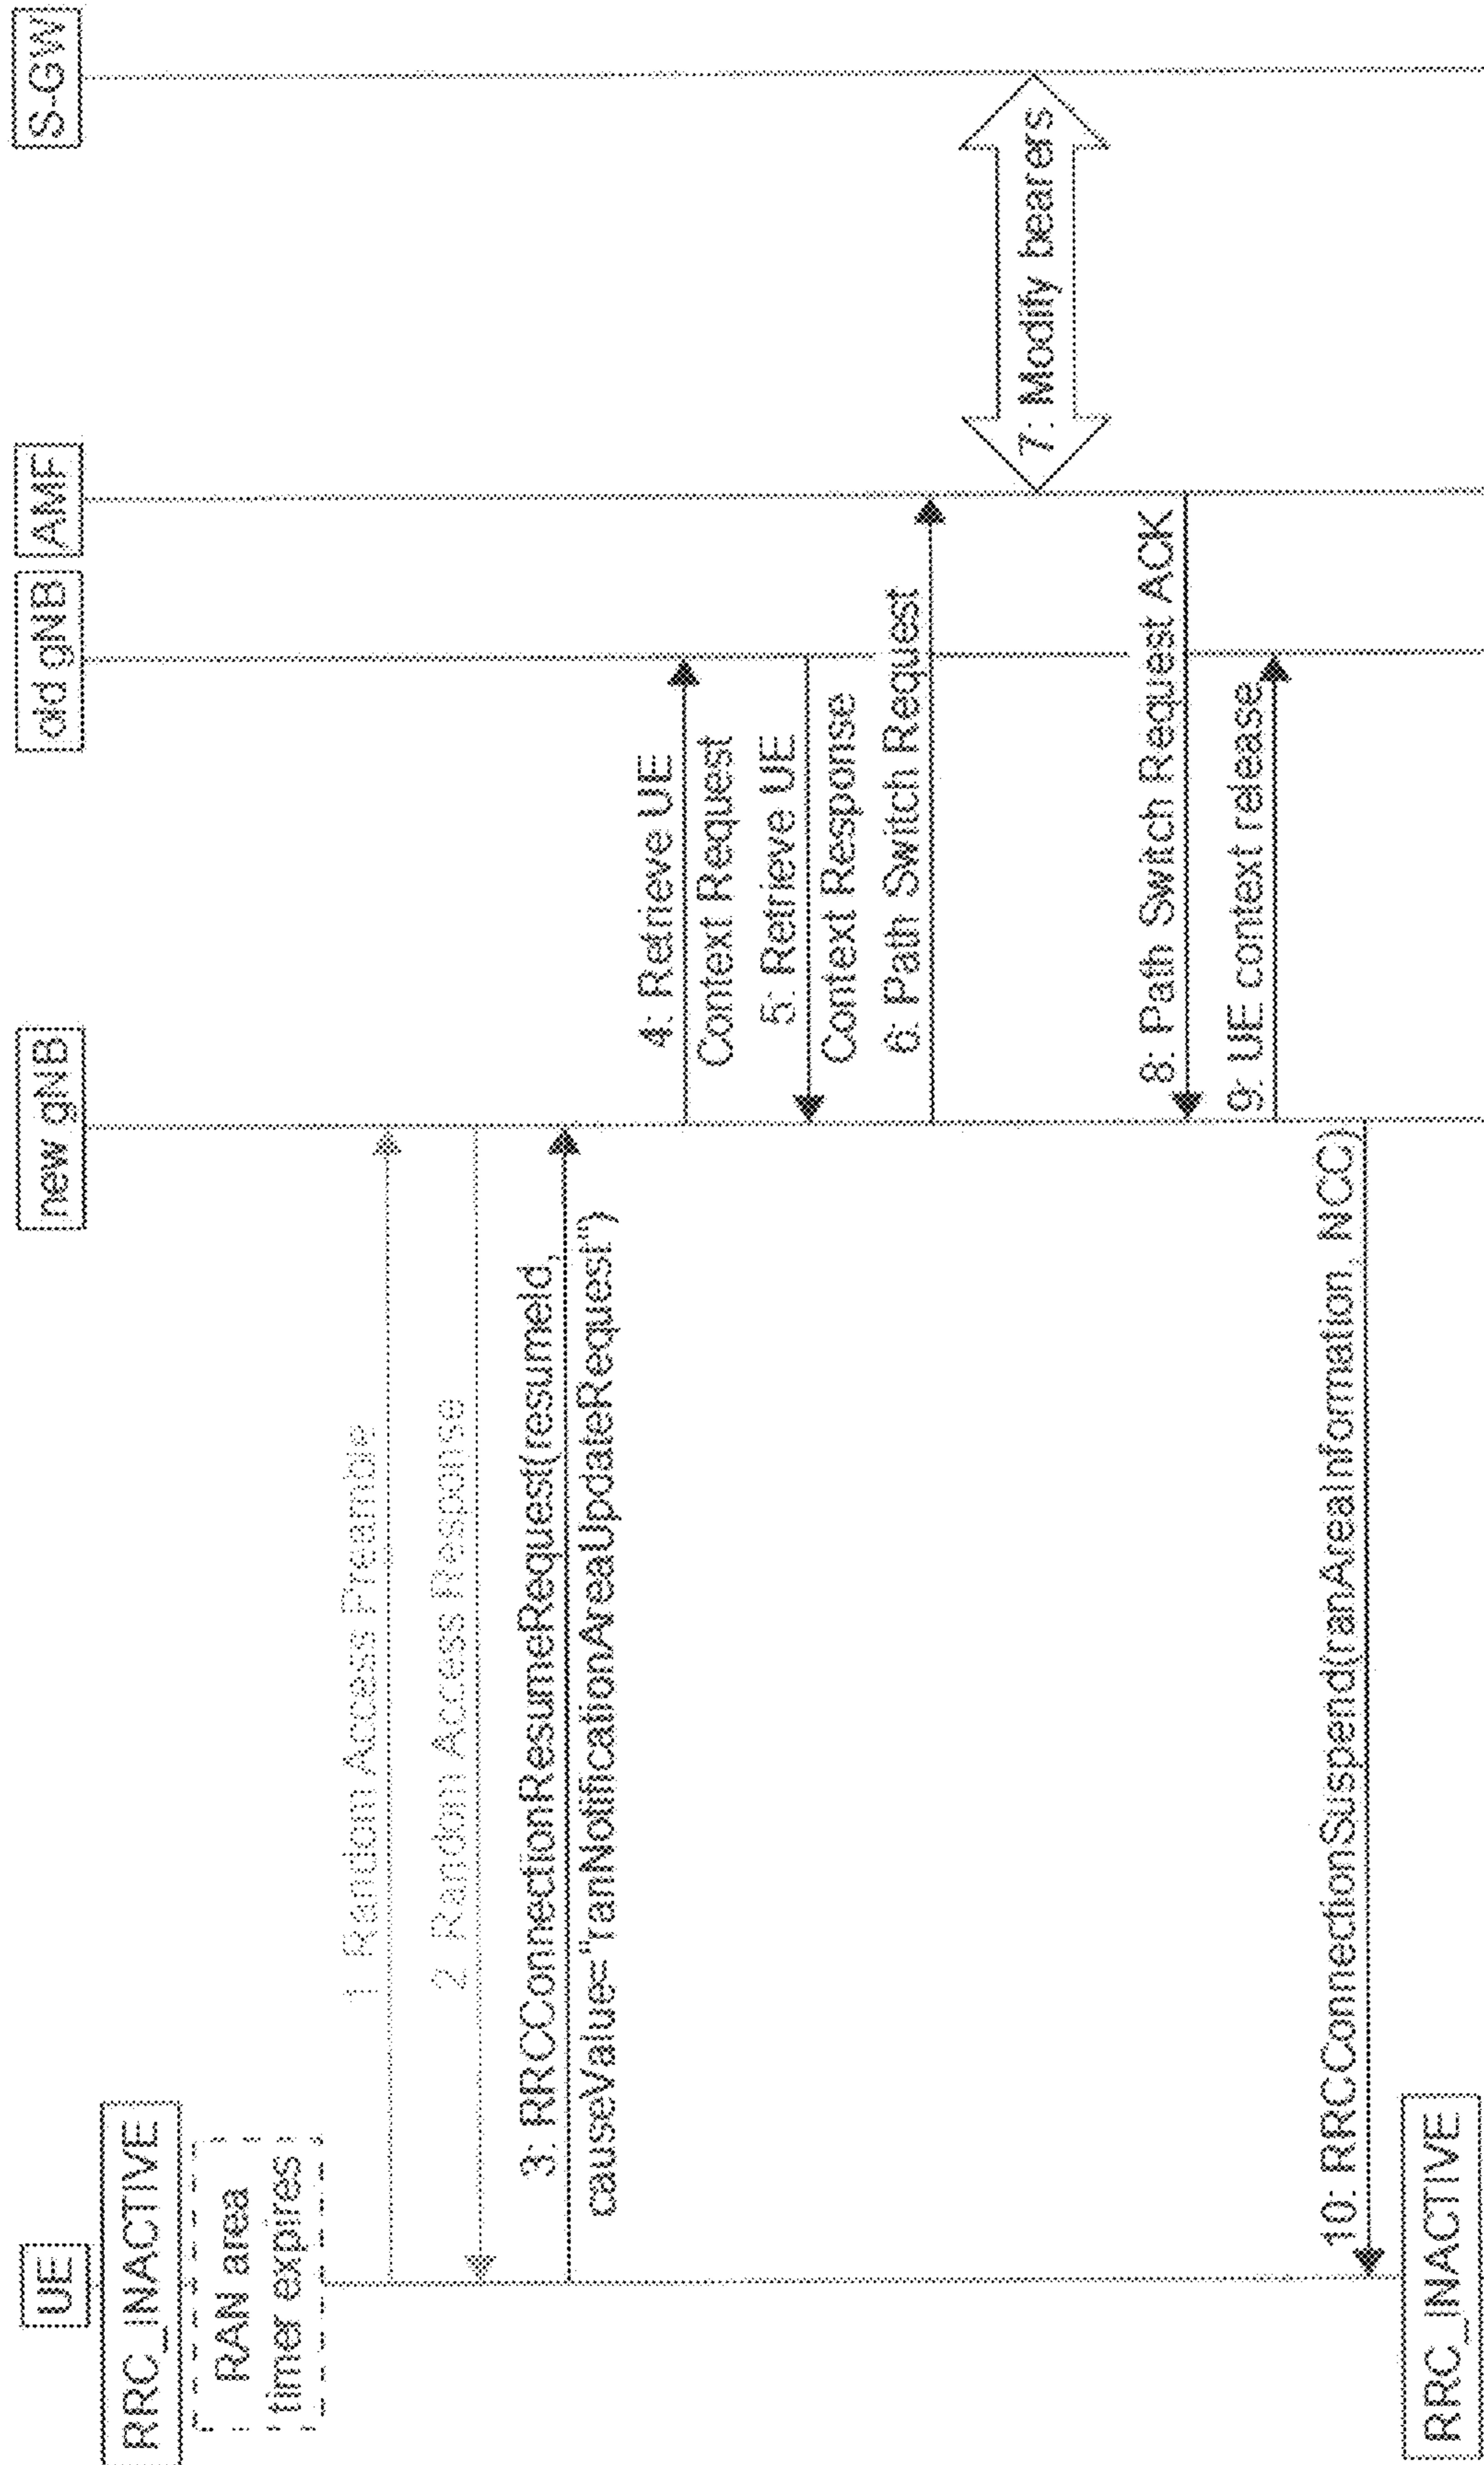 UE
new gNB
old gNB
AMF
S-GW
RRC_INACTIVE
RAN area
timer expires
1 Random Access Preamble
2 Random Access Response
3: RRCConnectionResumeRequest(resumeId,
causeValue="ranNotificationAreaUpdateRequest")
4: Retrieve UE
Context Request
5: Retrieve UE
Context Response
6: Path Switch Request
7: Modify bearers
8: Path Switch Request ACK
9: UE context release
10: RRCConnectionSuspend(ranAreaInformation, NCC)
RRC_INACTIVE